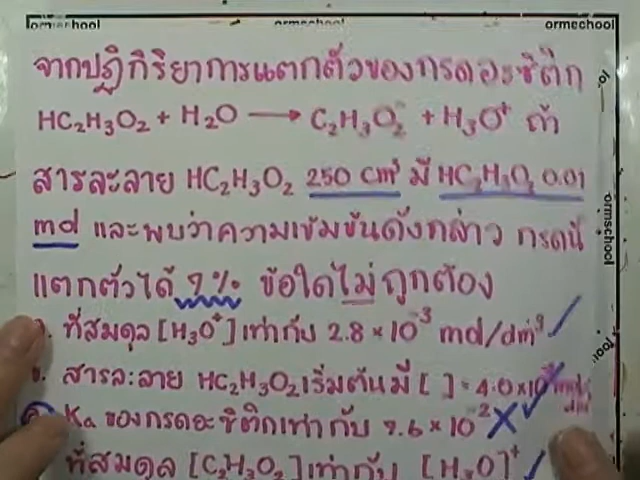 ormschool ormeschool ormeschool
จากปฏิกิริยาการแตกตัวของกรดอะซิติก
HC₂H₃O₂ + H₂O → C₂H₃O₂⁻ + H₃O⁺ ถ้า
สารละลาย HC₂H₃O₂ 250 cm³ มี HC₂H₃O₂ 0.01
mol และพบว่าความเข้มข้นดังกล่าว กรดนี้
แตกตัวได้ 7% ข้อใดไม่ถูกต้อง
ที่สมดุล [H₃O⁺] เท่ากับ 2.8 × 10⁻³ mol/dm³
สารละลาย HC₂H₃O₂ เริ่มต้นมี [ ] = 4.0×10
Ka ของกรดอะซิติกเท่ากับ 9.6 × 10⁻²
ที่สมดุล [C₂H₃O₂] เท่ากับ [H₃O]⁺
ormschool